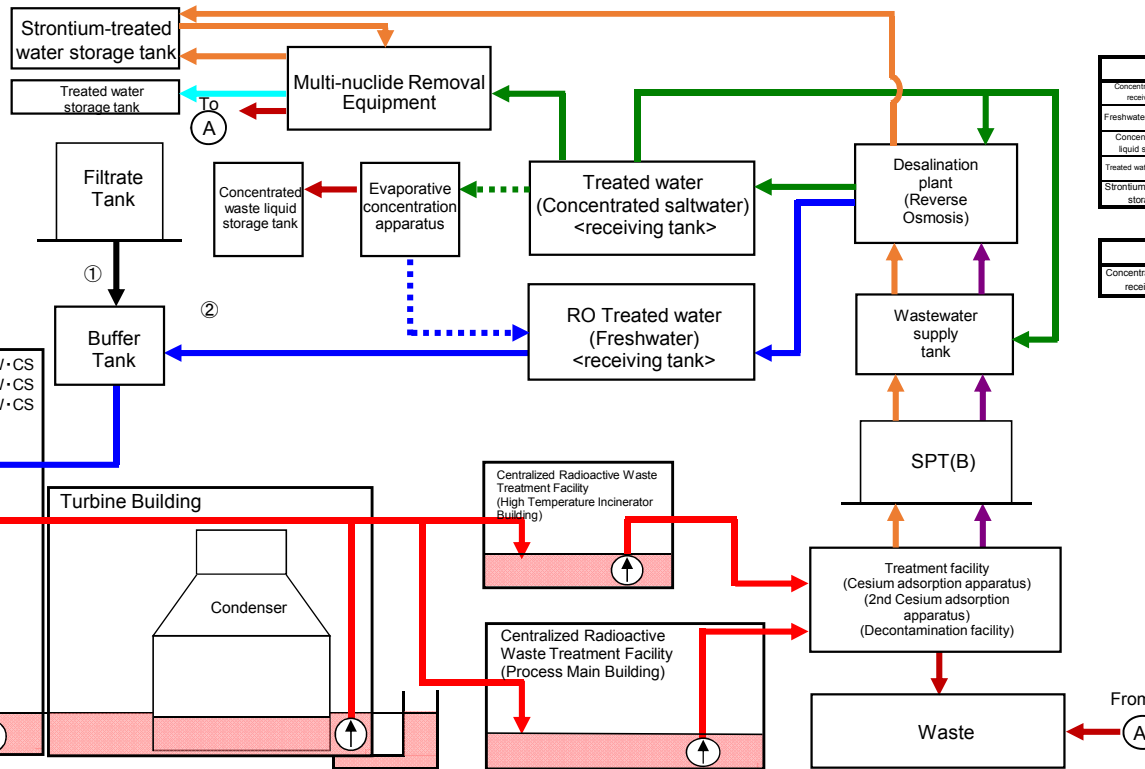 Strontium-treated
water storage tank
Treated water
storage tank
To
A
Multi-nuclide Removal
Equipment
Filtrate
Tank
Concentrated
waste liquid
storage tank
Evaporative
concentration
apparatus
Treated water
(Concentrated saltwater)
<receiving tank>
Desalination
plant
(Reverse
Osmosis)
①
②
Buffer
Tank
RO Treated water
(Freshwater)
<receiving tank>
Wastewater
supply
tank
CS
CS
CS
SPT(B)
Turbine Building
Condenser
Centralized Radioactive Waste
Treatment Facility
(High Temperature Incinerator
Building)
Centralized Radioactive
Waste Treatment Facility
(Process Main Building)
Treatment facility
(Cesium adsorption apparatus)
(2nd Cesium adsorption
apparatus)
(Decontamination facility)
Waste
From
A